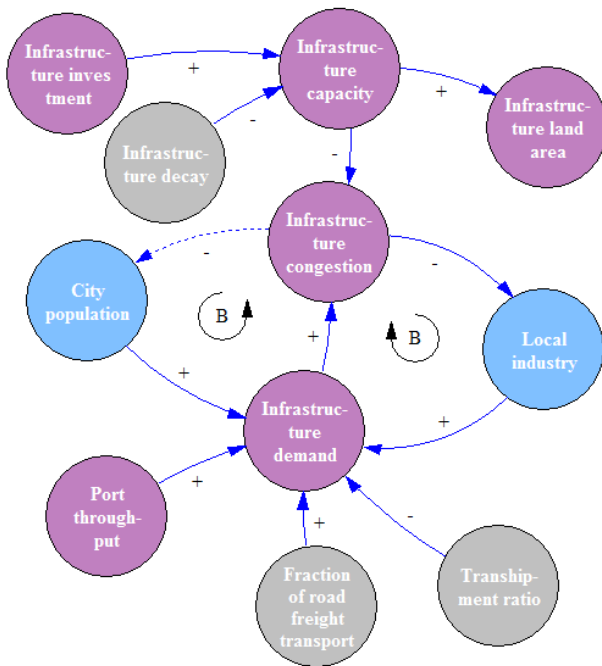 Infrastruc-
ture inves
tment
+
Infrastruc-
ture
capacity
+
Infrastruc-
ture land
area
Infrastruc-
ture decay
-
-
Infrastruc-
ture
congestion
-
-
City
population
B
+
B
Local
industry
+
Infrastruc-
ture
demand
+
Port
through-
put
+
+
-
Fraction
of road
freight
transport
Tranship-
ment ratio